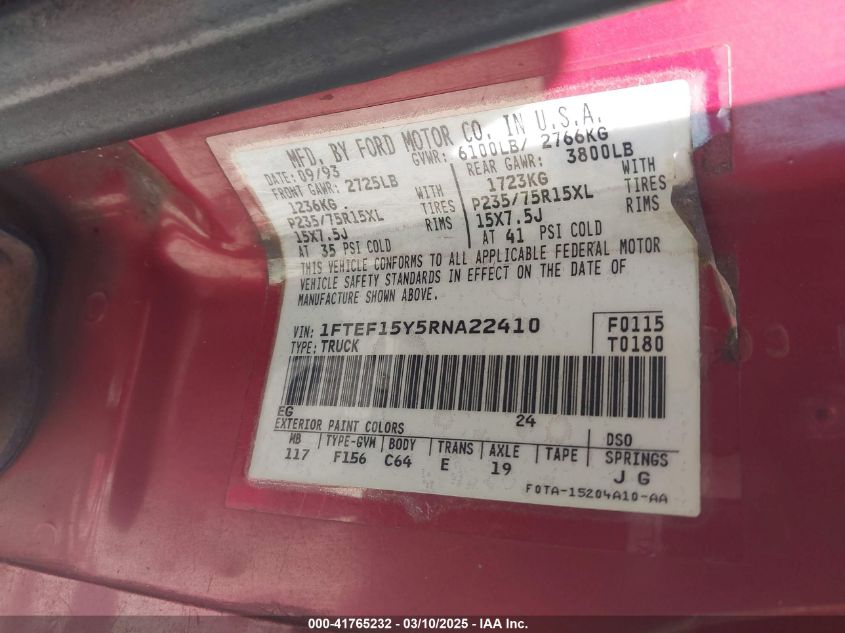 MFD. BY FORD MOTOR CO. IN U.S.A.
DATE: 09/93 GVWR: 6100LB/ 2766KG
FRONT GAWR: 2725LB REAR GAWR: 3800LB
1236KG WITH 1723KG WITH
P235/75R15XL TIRES P235/75R15XL TIRES
15X7.5J RIMS 15X7.5J RIMS
AT 35 PSI COLD AT 41 PSI COLD
THIS VEHICLE CONFORMS TO ALL APPLICABLE FEDERAL MOTOR
VEHICLE SAFETY STANDARDS IN EFFECT ON THE DATE OF
MANUFACTURE SHOWN ABOVE.
VIN: 1FTEF15Y5RNA22410 F0115
TYPE: TRUCK T0180
EG 24
EXTERIOR PAINT COLORS DSO
WB TYPE-GVM BODY TRANS AXLE TAPE SPRINGS
117 F156 C64 E 19 J G
F0TA-15204A10-AA
000-41765232 - 03/10/2025 - IAA Inc.